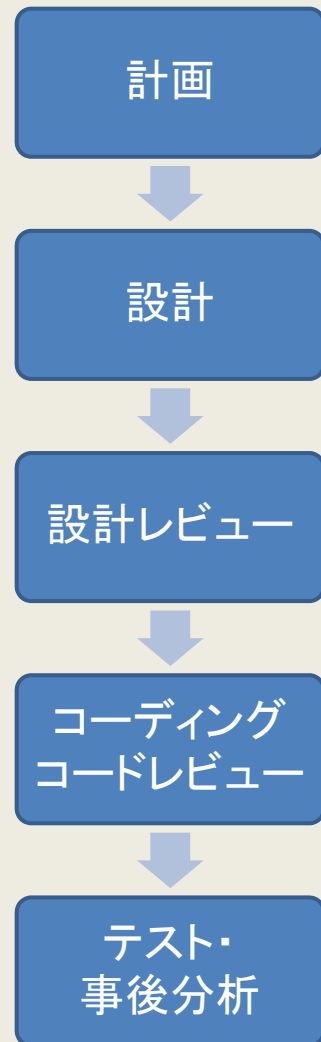 計画
設計
設計レビュー
コーディング
コードレビュー
テスト・
事後分析